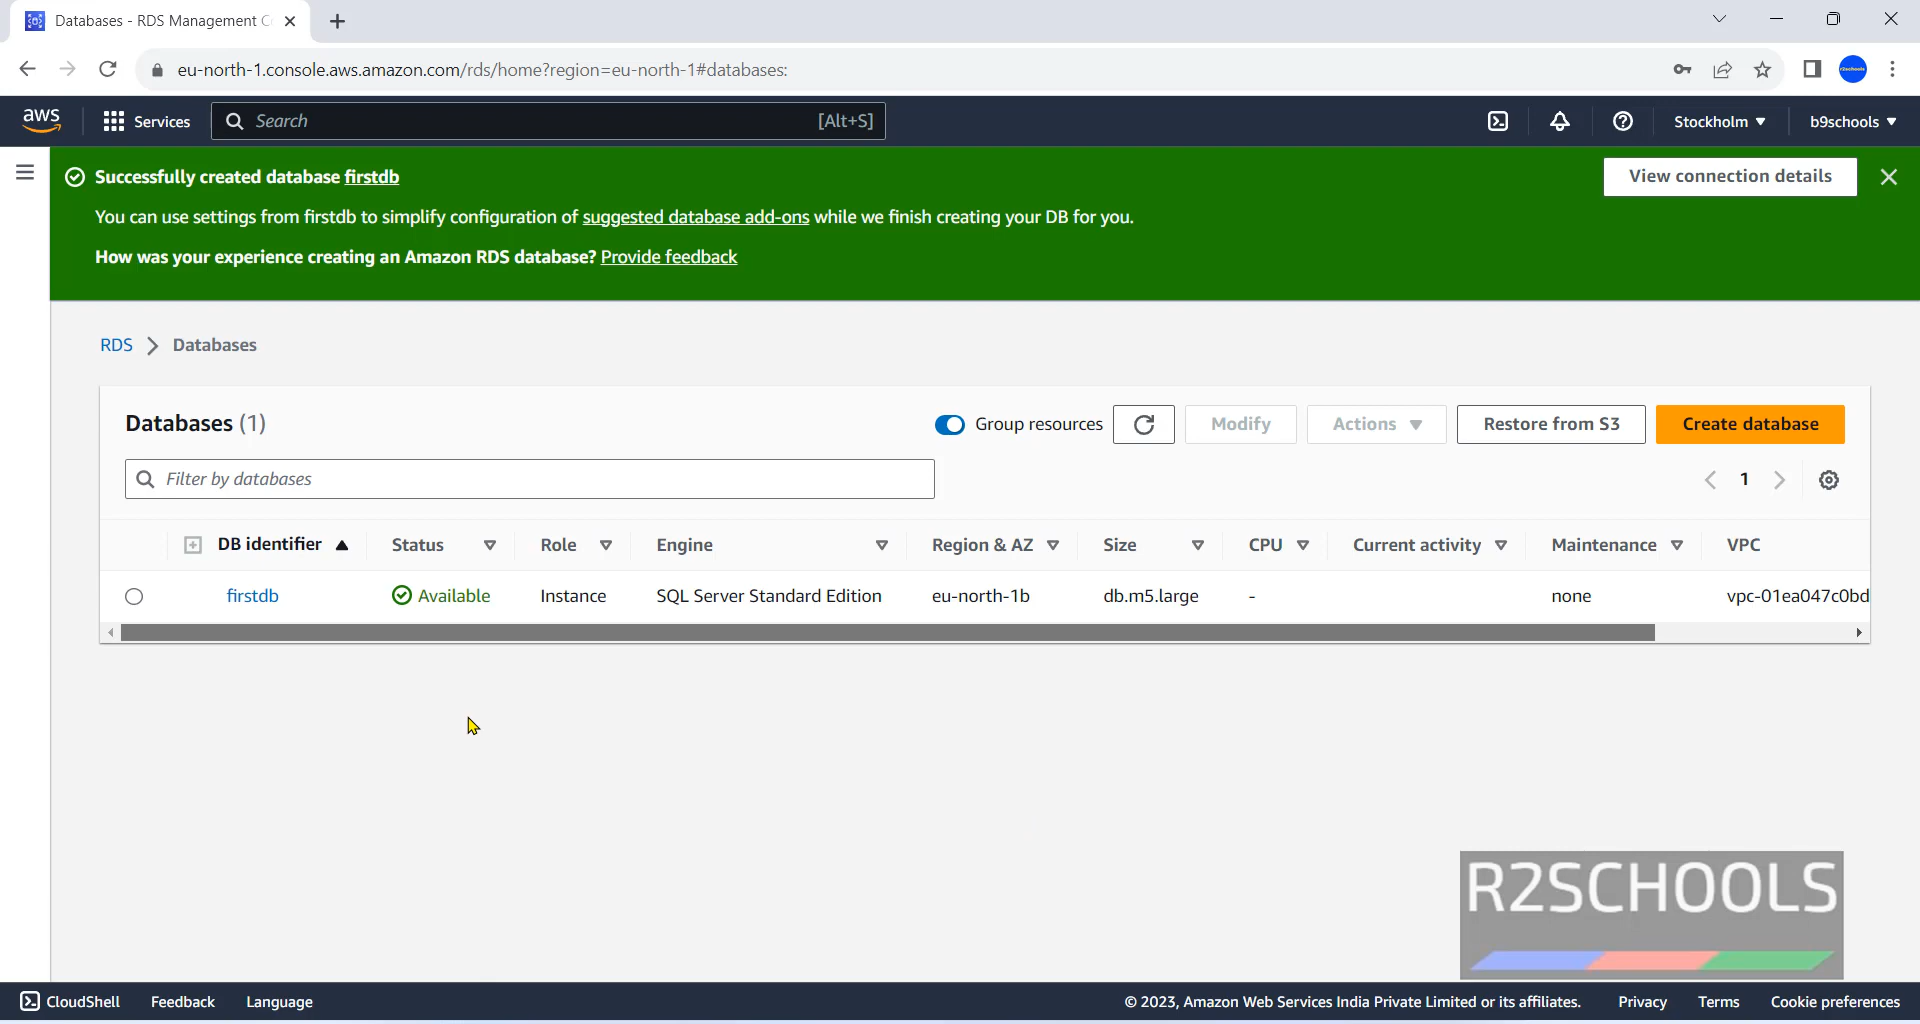 Databases - RDS Management C
eu-north-1.console.aws.amazon.com/rds/home?region=eu-north-1#databases:
r2schools
aws Services Search [Alt+S] Stockholm b9schools
Successfully created database firstdb View connection details
You can use settings from firstdb to simplify configuration of suggested database add-ons while we finish creating your DB for you.
How was your experience creating an Amazon RDS database? Provide feedback
RDS > Databases
Databases (1) Group resources Modify Actions Restore from S3 Create database
Filter by databases 1
DB identifier Status Role Engine Region & AZ Size CPU Current activity Maintenance VPC
firstdb Available Instance SQL Server Standard Edition eu-north-1b db.m5.large - none vpc-01ea047c0bd
R2SCHOOLS
CloudShell Feedback Language © 2023, Amazon Web Services India Private Limited or its affiliates. Privacy Terms Cookie preferences